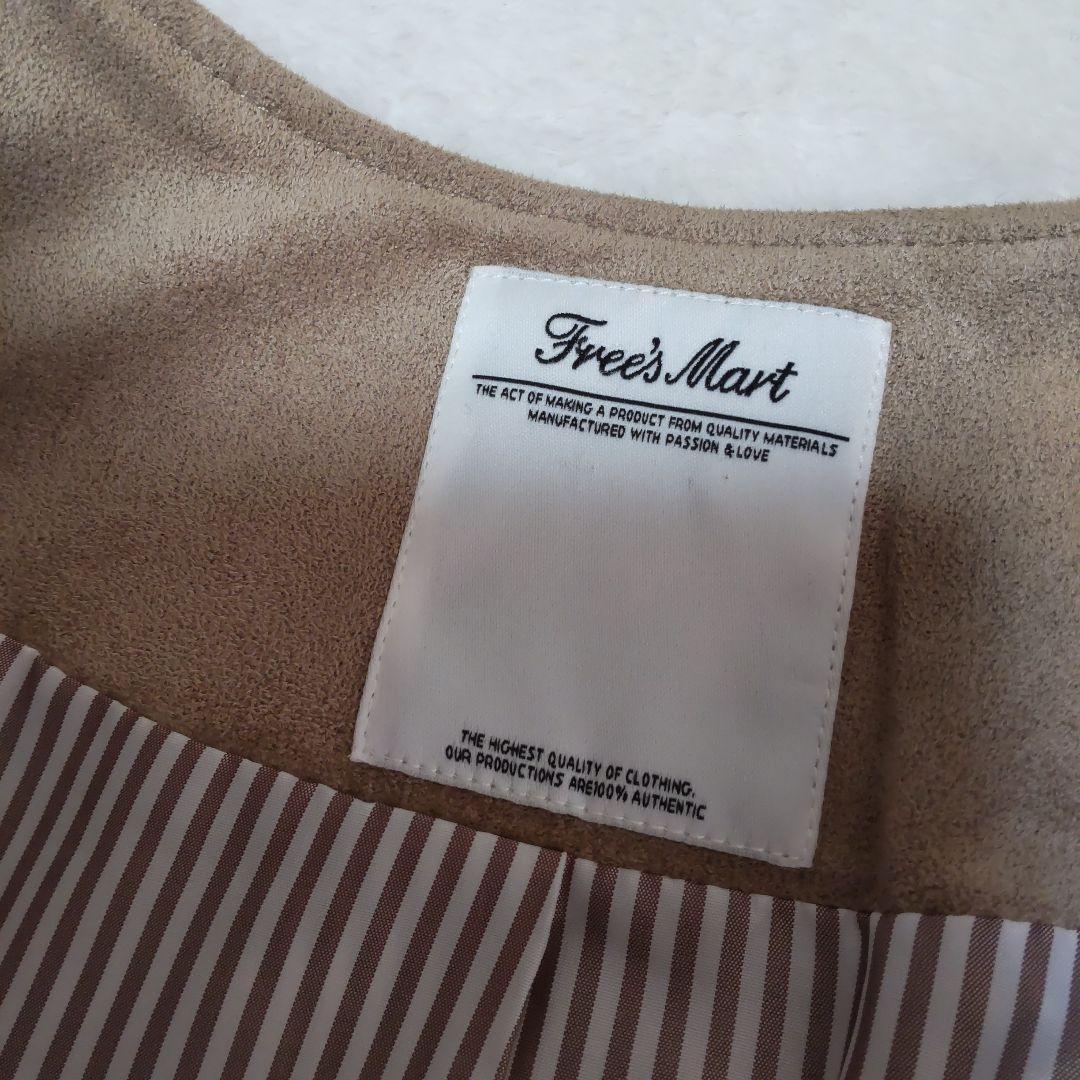 Free's Mart
THE ACT OF MAKING A PRODUCT FROM QUALITY MATERIALS
MANUFACTURED WITH PASSION & LOVE
THE HIGHEST QUALITY OF CLOTHING.
OUR PRODUCTIONS ARE100% AUTHENTIC